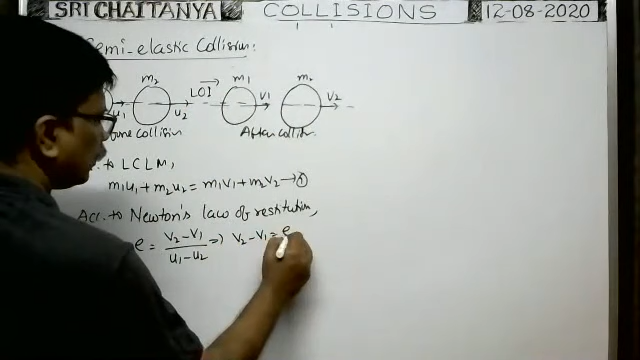 SRI CHAITANYA COLLISIONS 12-08-2020
Semi-elastic Collision:
m2 LOI m1 m2
u1 u2 V1 V2
collision After collision
to LCLM,
m1u1 + m2u2 = m1v1 + m2v2 → ①
Acc. to Newton's law of restitution,
e = V2-V1 / u1-u2 ⇒ V2-V1 = e